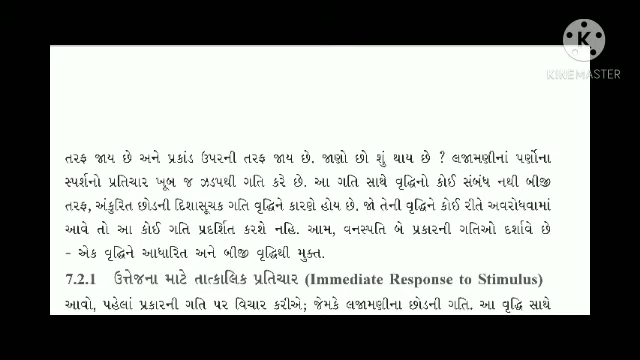 K
KINEMASTER
તરફ જાય છે અને પ્રકાંડ ઉપરની તરફ જાય છે. જાણો છો શું થાય છે ? લજામણીનાં પર્ણોના
સ્પર્શનો પ્રતિચાર ખૂબ જ ઝડપથી ગતિ કરે છે. આ ગતિ સાથે વૃદ્ધિનો કોઈ સંબંધ નથી બીજી
તરફ, અંકુરિત છોડની દિશાસૂચક ગતિ વૃદ્ધિને કારણે હોય છે. જો તેની વૃદ્ધિને કોઈ રીતે અવરોધવામાં
આવે તો આ કોઈ ગતિ પ્રદર્શિત કરશે નહિ. આમ, વનસ્પતિ બે પ્રકારની ગતિઓ દર્શાવે છે
– એક વૃદ્ધિને આધારિત અને બીજી વૃદ્ધિથી મુક્ત.
7.2.1 ઉત્તેજના માટે તાત્કાલિક પ્રતિચાર (Immediate Response to Stimulus)
આવો, પહેલાં પ્રકારની ગતિ પર વિચાર કરીએ; જેમકે લજામણીના છોડની ગતિ. આ વૃદ્ધિ સાથે